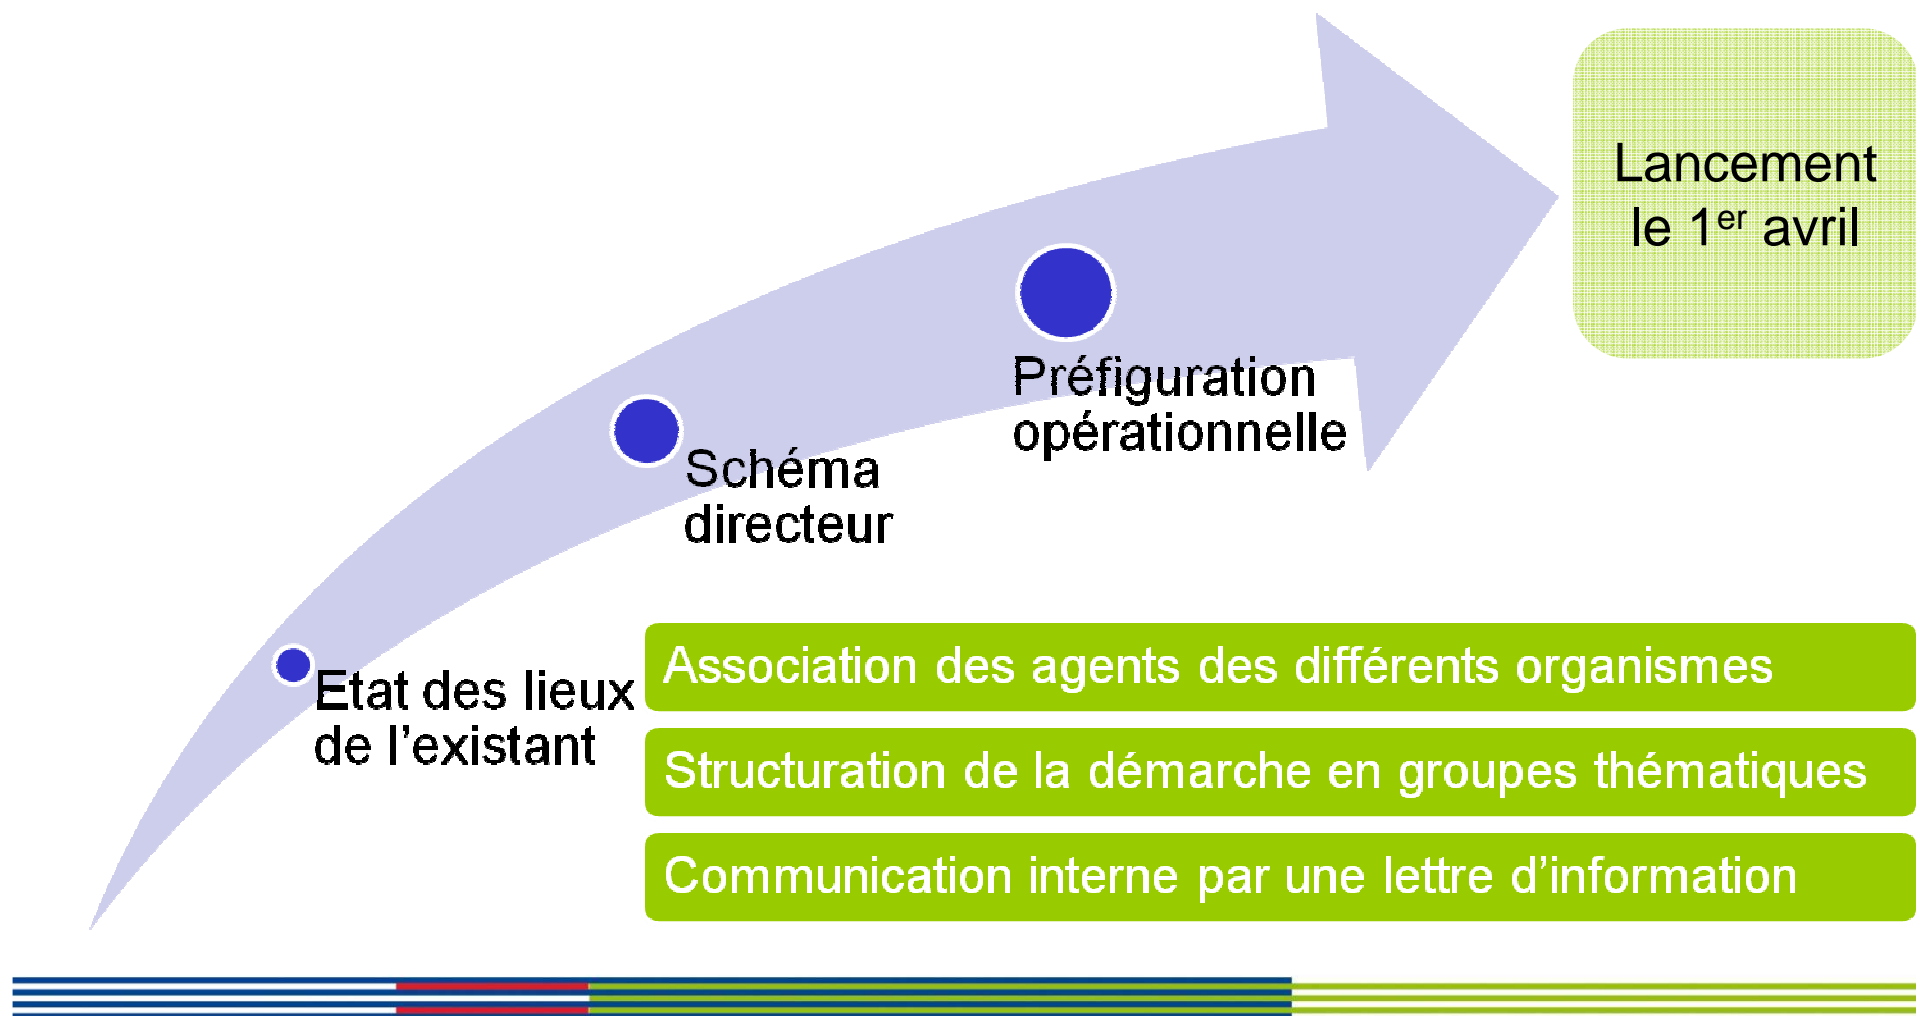 Lancement
le 1er avril
Préfiguration
opérationnelle
Schéma
directeur
Etat des lieux
de l’existant
Association des agents des différents organismes
Structuration de la démarche en groupes thématiques
Communication interne par une lettre d’information